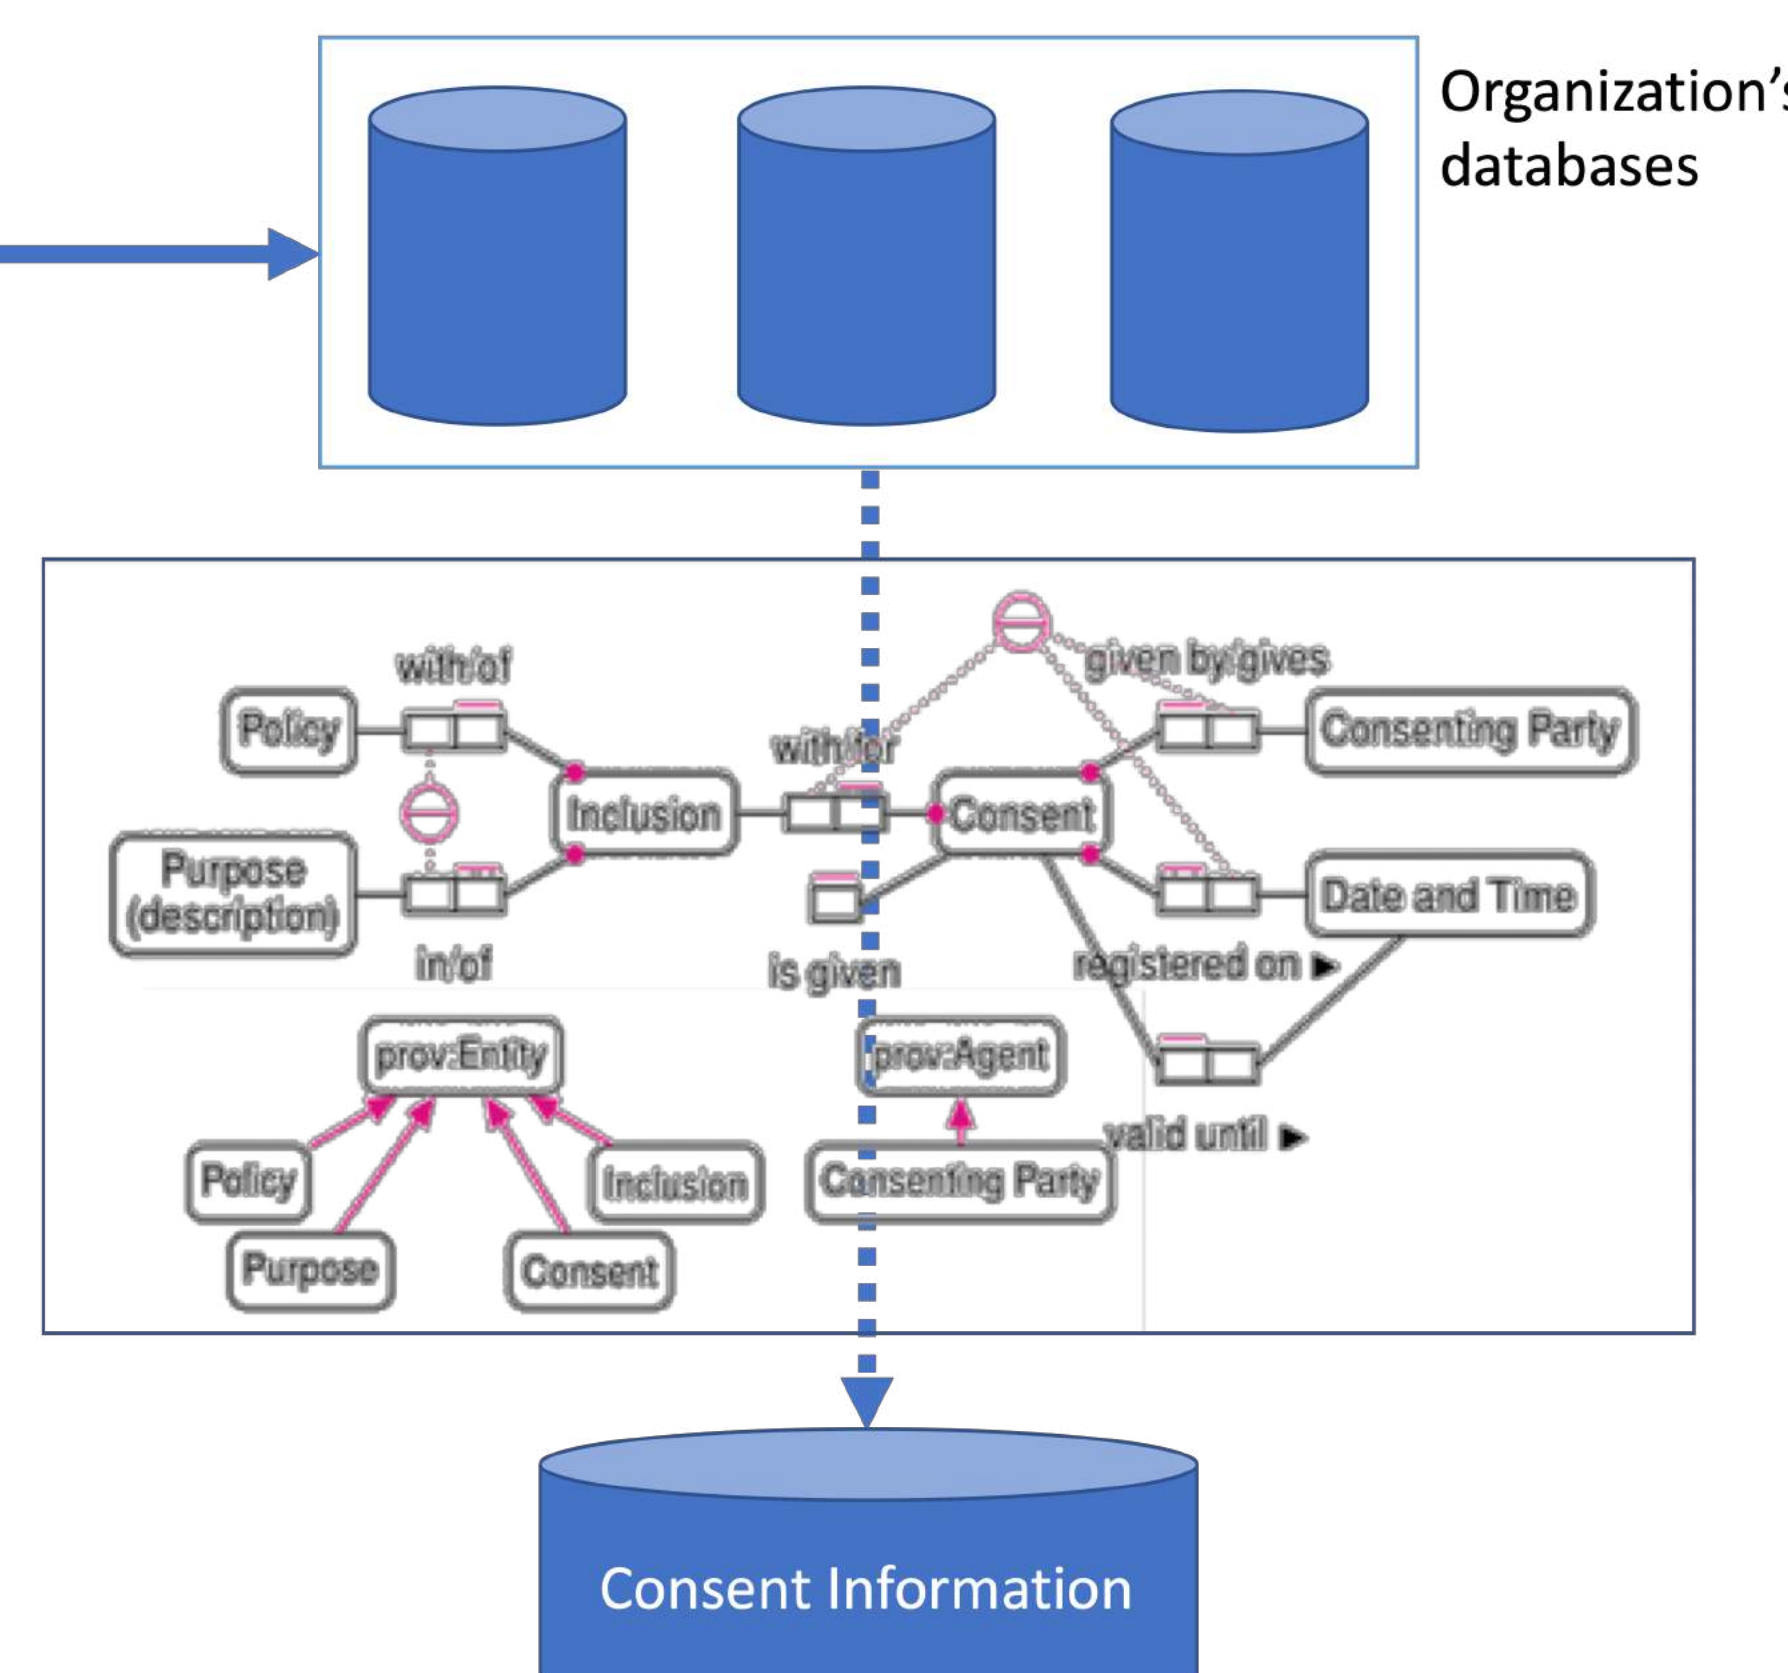 Organization's
databases
with/of
given by/gives
Policy
Consenting Party
with/for
Inclusion
Consent
Purpose
(description)
Date and Time
in/of
is given
registered on ►
prov:Entity
prov:Agent
valid until ►
Policy
Inclusion
Consenting Party
Purpose
Consent
Consent Information